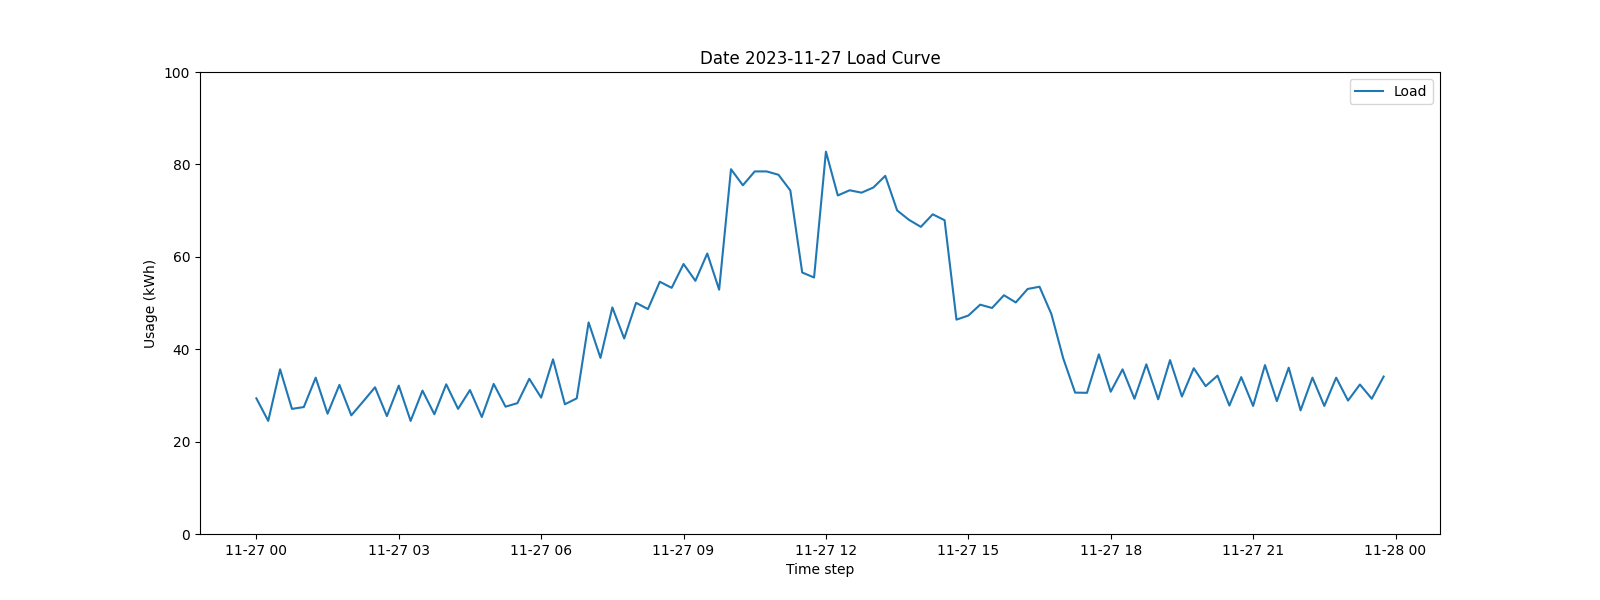 Date 2023-11-27 Load Curve
Load
Usage (kWh)
100
80
60
40
20
0
11-27 00 11-27 03 11-27 06 11-27 09 11-27 12 11-27 15 11-27 18 11-27 21 11-28 00
Time step